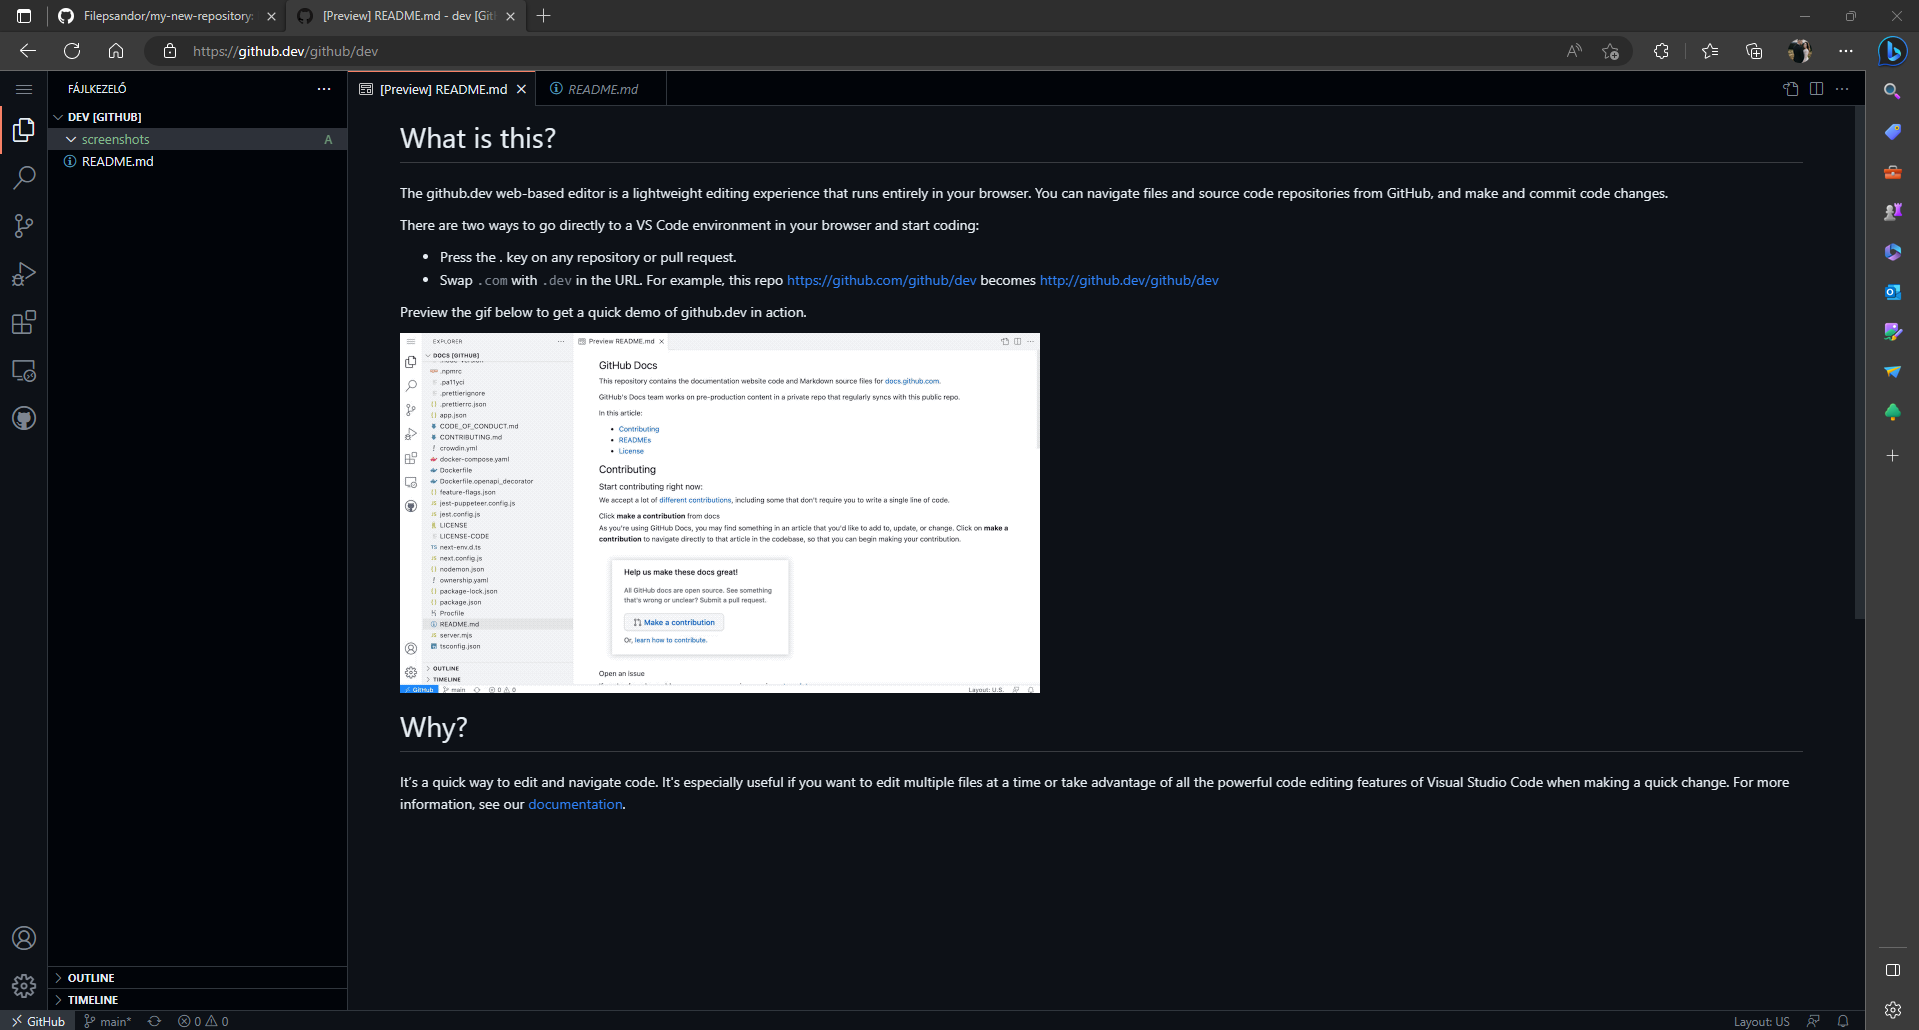 Filepsandor/my-new-repository:
[Preview] README.md - dev [Git
https://github.dev/github/dev
FÁJLKEZELŐ
DEV [GITHUB]
screenshots A
README.md
[Preview] README.md
README.md
What is this?
The github.dev web-based editor is a lightweight editing experience that runs entirely in your browser. You can navigate files and source code repositories from GitHub, and make and commit code changes.
There are two ways to go directly to a VS Code environment in your browser and start coding:
• Press the . key on any repository or pull request.
• Swap .com with .dev in the URL. For example, this repo https://github.com/github/dev becomes http://github.dev/github/dev
Preview the gif below to get a quick demo of github.dev in action.
EXPLORER
DOCS [GITHUB]
.npmrc
.pa11yci
.prettierignore
.prettierrc.json
app.json
CODE_OF_CONDUCT.md
CONTRIBUTING.md
crowdin.yml
docker-compose.yaml
Dockerfile
Dockerfile.openapi_decorator
feature-flags.json
jest-puppeteer.config.js
jest.config.js
LICENSE
LICENSE-CODE
next-env.d.ts
next.config.js
nodemon.json
ownership.yaml
package-lock.json
package.json
Procfile
README.md
server.mjs
tsconfig.json
OUTLINE
TIMELINE
GitHub main 0 0
Preview README.md
GitHub Docs
This repository contains the documentation website code and Markdown source files for docs.github.com.
GitHub's Docs team works on pre-production content in a private repo that regularly syncs with this public repo.
In this article:
• Contributing
• READMEs
• License
Contributing
Start contributing right now:
We accept a lot of different contributions, including some that don't require you to write a single line of code.
Click make a contribution from docs
As you're using GitHub Docs, you may find something in an article that you'd like to add to, update, or change. Click on make a
contribution to navigate directly to that article in the codebase, so that you can begin making your contribution.
Help us make these docs great!
All GitHub docs are open source. See something
that's wrong or unclear? Submit a pull request.
Make a contribution
Or, learn how to contribute.
Open an issue
Layout: U.S.
Why?
It's a quick way to edit and navigate code. It's especially useful if you want to edit multiple files at a time or take advantage of all the powerful code editing features of Visual Studio Code when making a quick change. For more
information, see our documentation.
OUTLINE
TIMELINE
GitHub main* 0 0
Layout: US